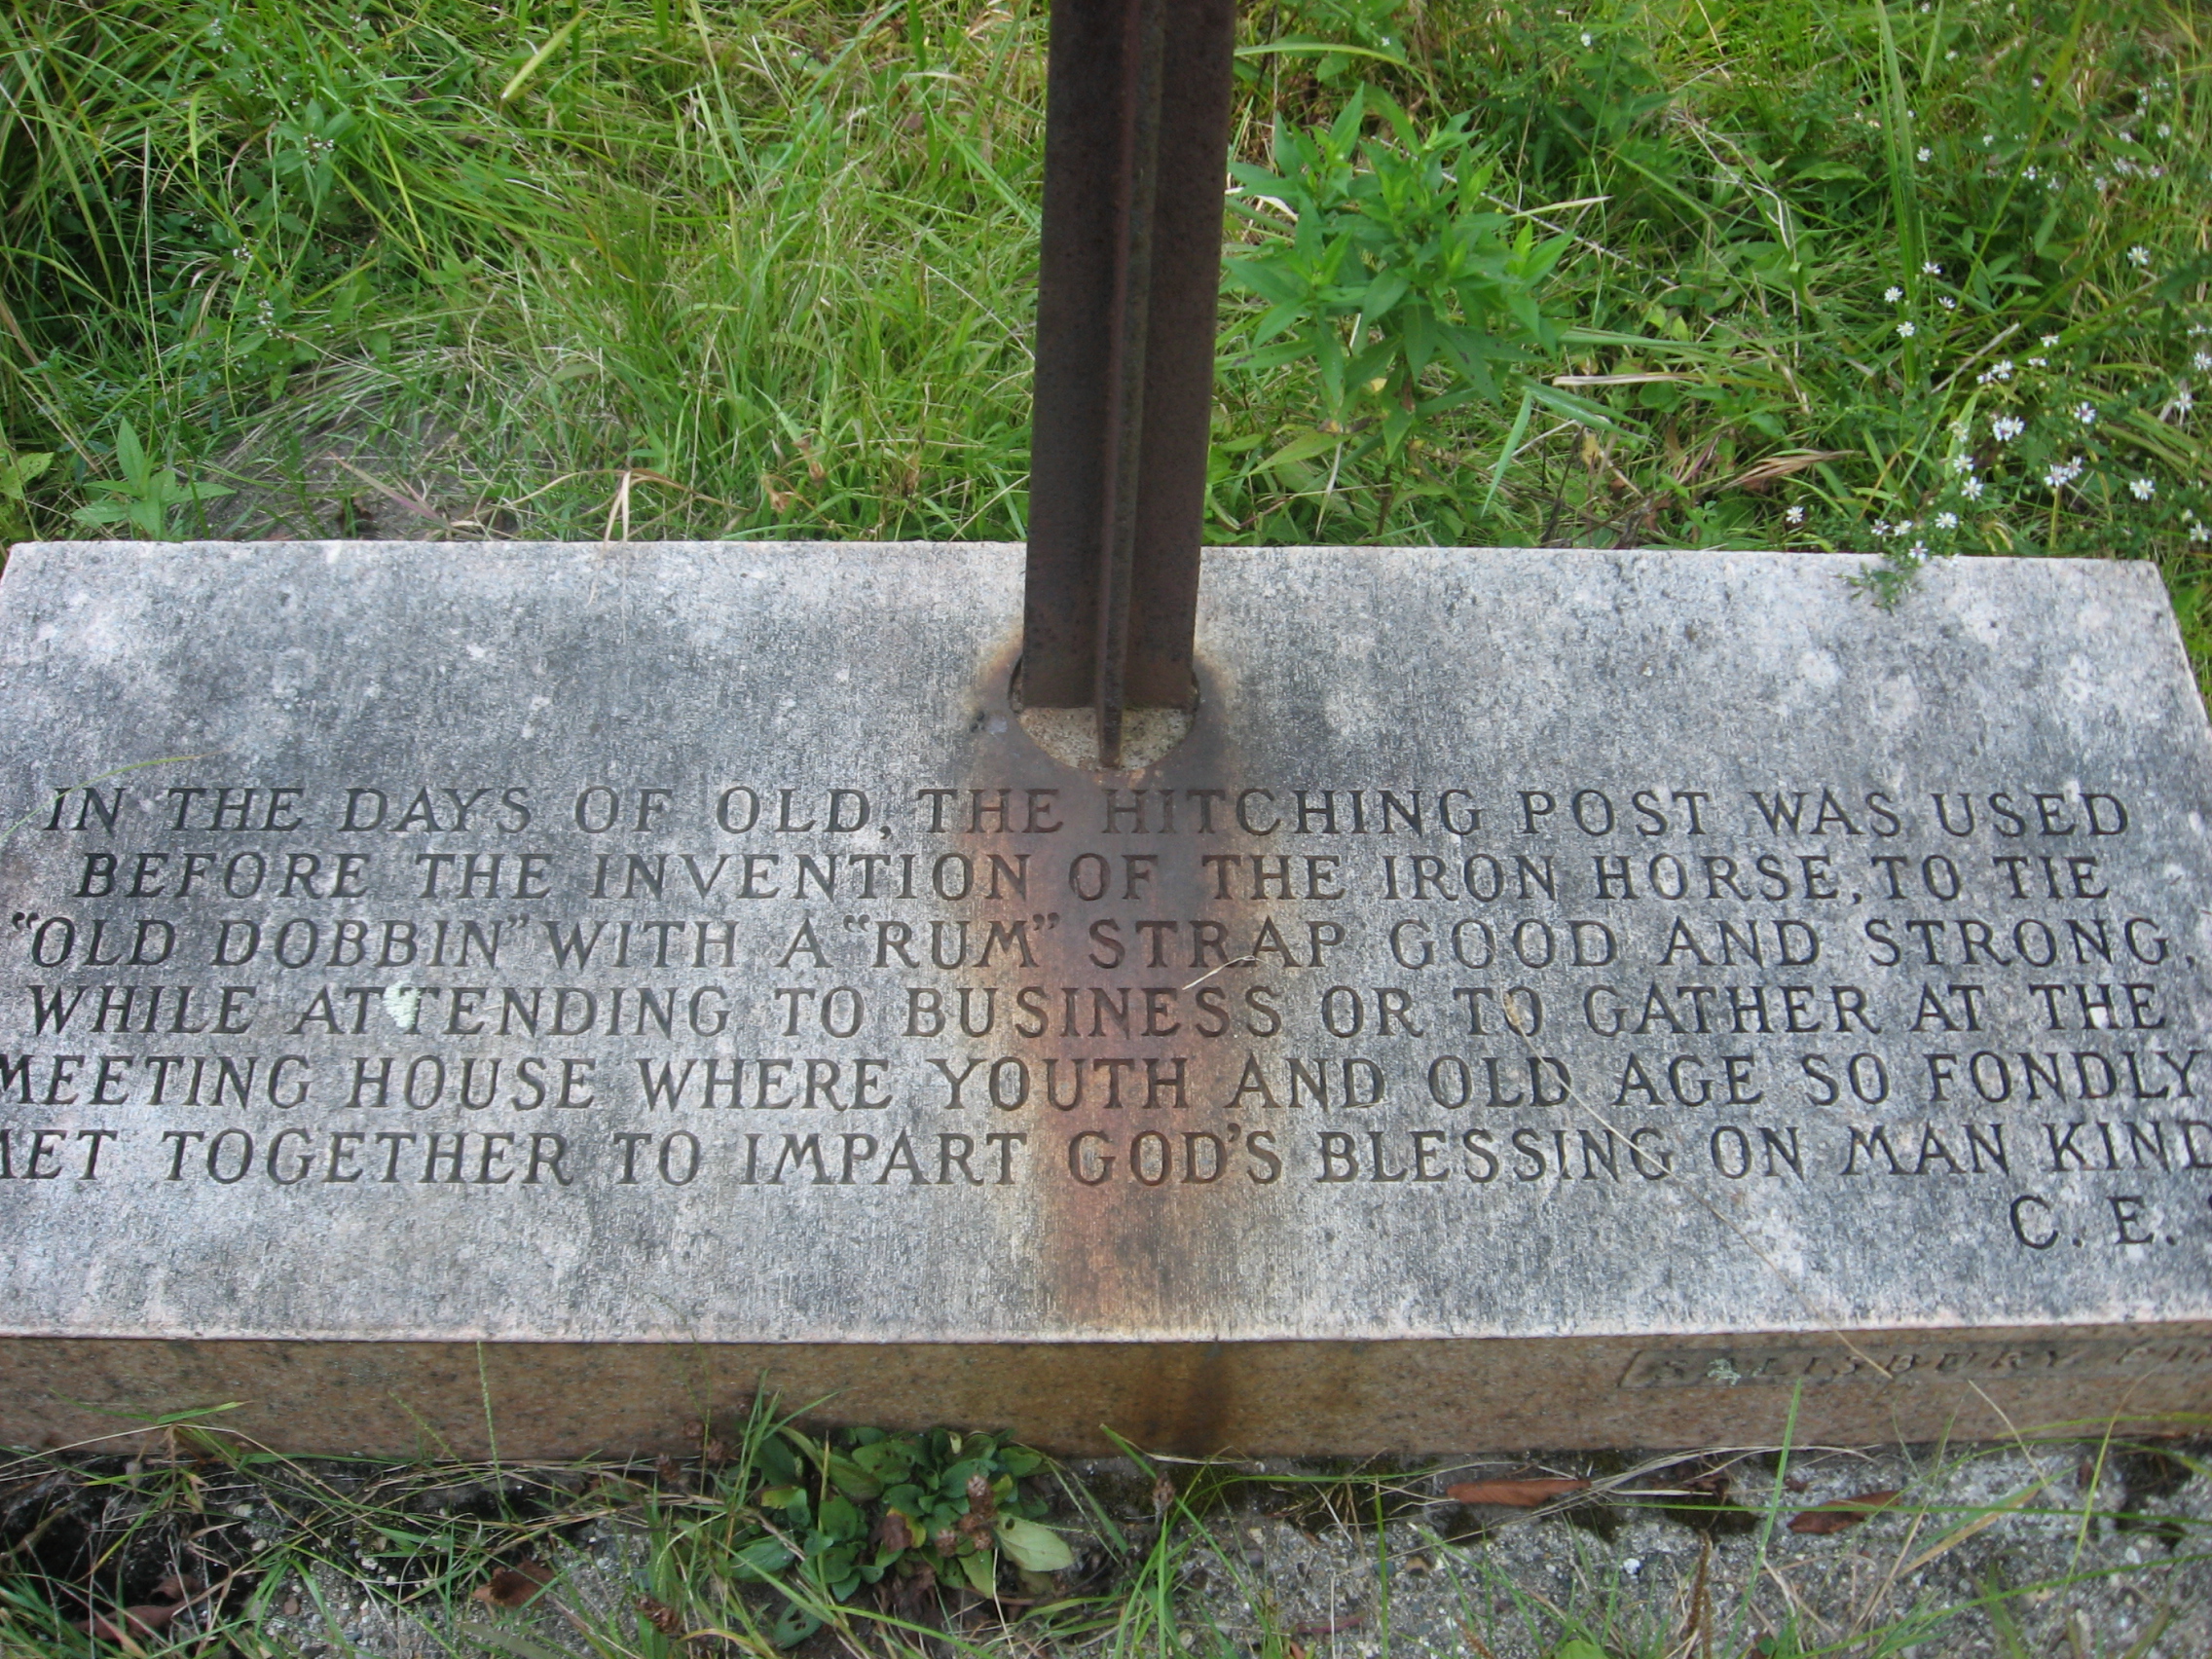 IN THE DAYS OF OLD, THE HITCHING POST WAS USED
BEFORE THE INVENTION OF THE IRON HORSE, TO TIE
"OLD DOBBIN" WITH A "RUM" STRAP GOOD AND STRONG,
WHILE ATTENDING TO BUSINESS OR TO GATHER AT THE
MEETING HOUSE WHERE YOUTH AND OLD AGE SO FONDLY
MET TOGETHER TO IMPART GOD'S BLESSING ON MAN KIND
C. E.
SALISBURY